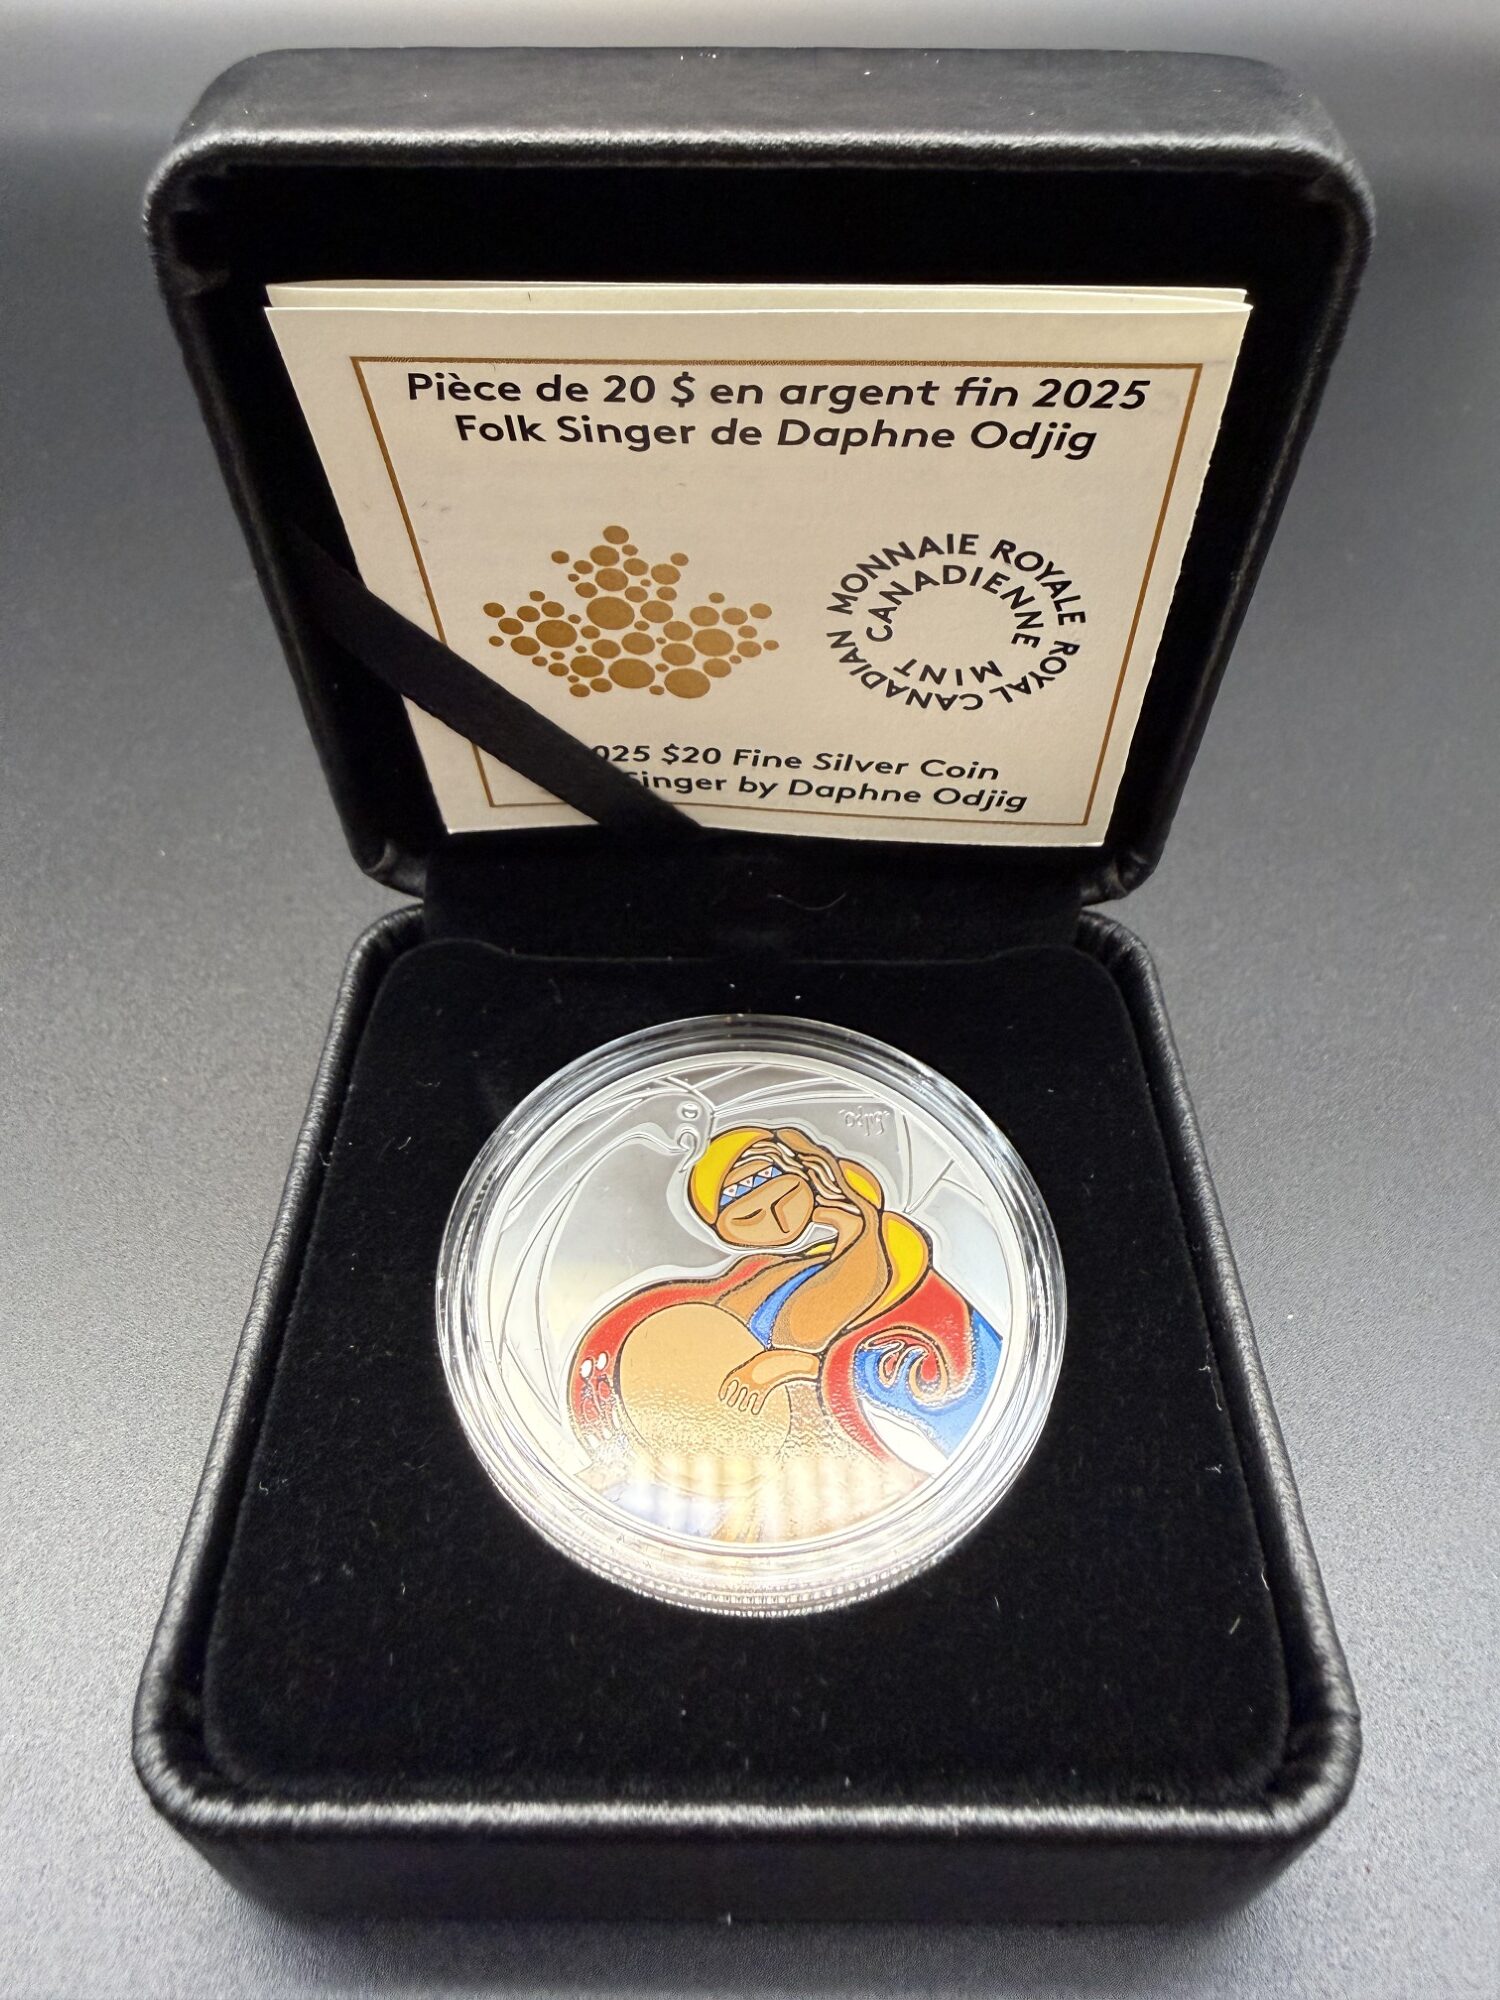 Pièce de 20 $ en argent fin 2025
Folk Singer de Daphne Odjig
MONNAIE ROYALE
CANADIENNE
ROYAL CANADIAN
MINT
025 $20 Fine Silver Coin
Singer by Daphne Odjig